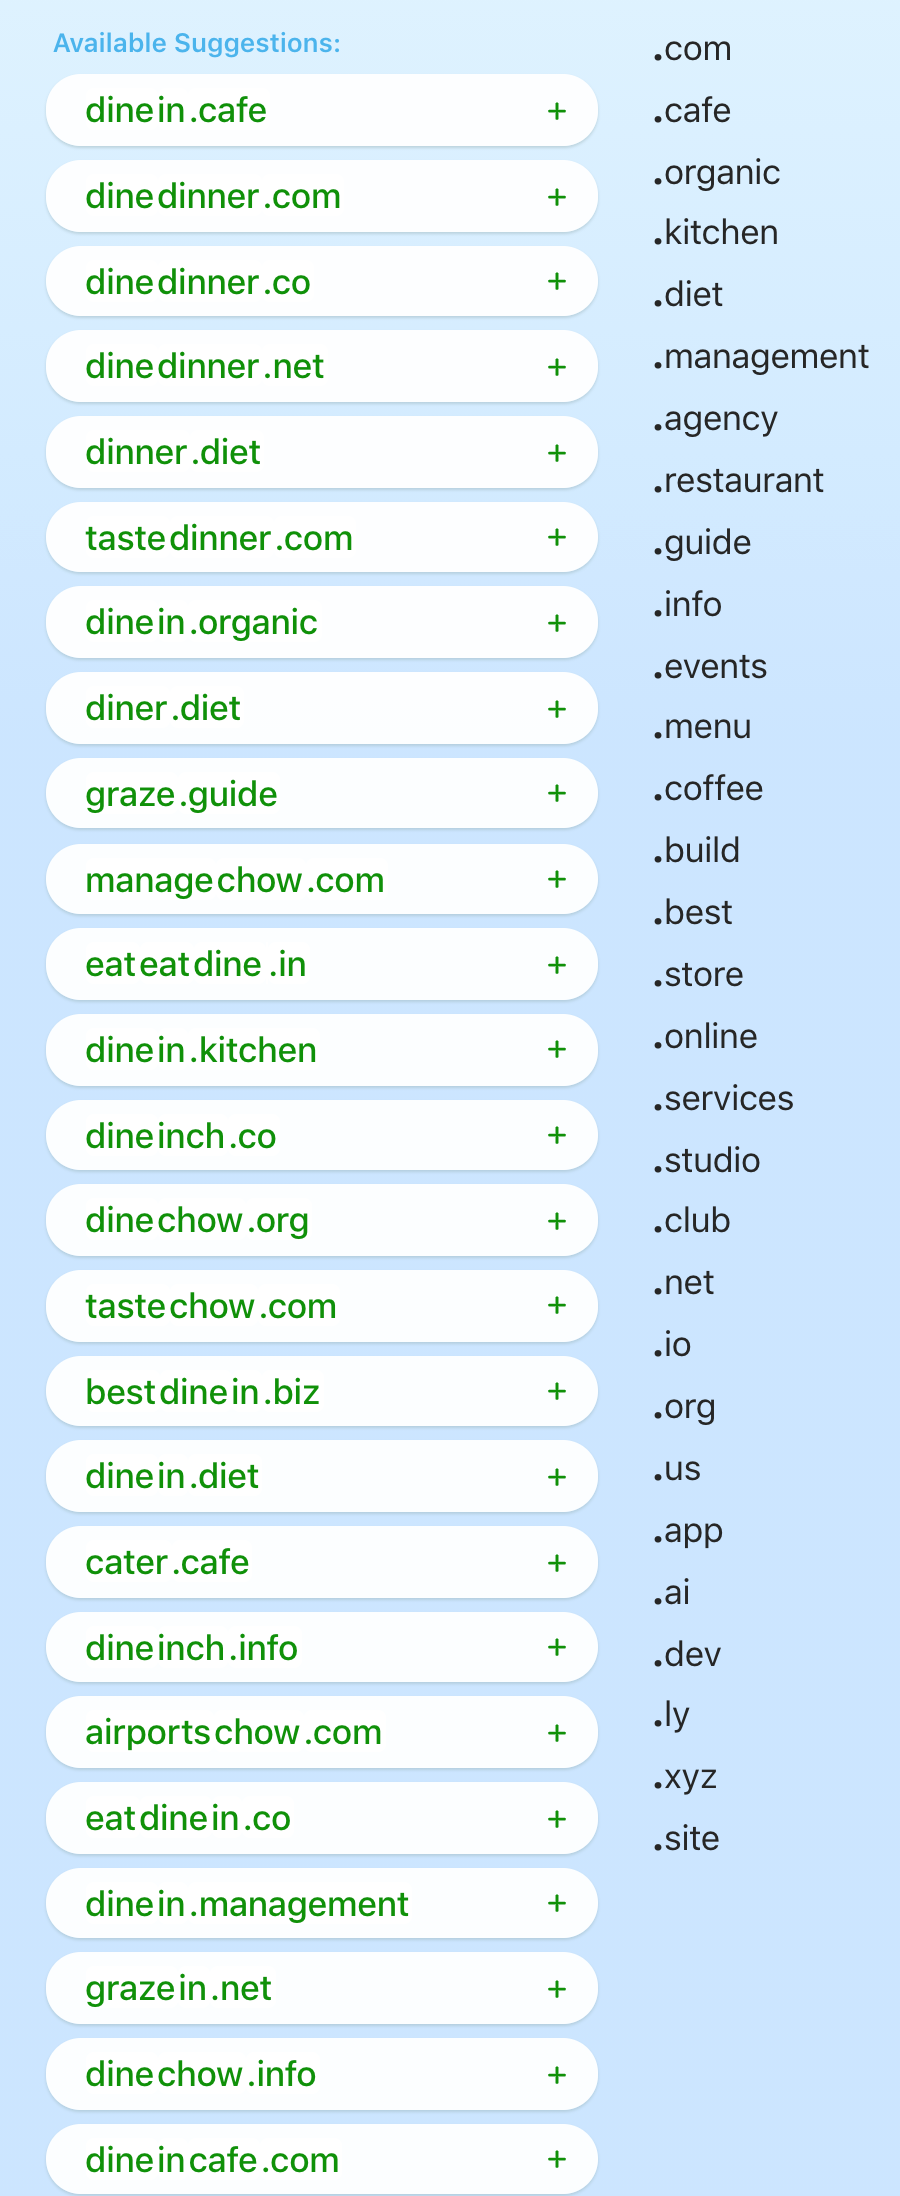 Available Suggestions:
dinein.cafe +
dinedinner.com +
dinedinner.co +
dinedinner.net +
dinner.diet +
tastedinner.com +
dinein.organic +
diner.diet +
graze.guide +
managechow.com +
eateatdine.in +
dinein.kitchen +
dineinch.co +
dinechow.org +
tastechow.com +
bestdinein.biz +
dinein.diet +
cater.cafe +
dineinch.info +
airportschow.com +
eatdinein.co +
dinein.management +
grazein.net +
dinechow.info +
dineincafe.com +
.com
.cafe
.organic
.kitchen
.diet
.management
.agency
.restaurant
.guide
.info
.events
.menu
.coffee
.build
.best
.store
.online
.services
.studio
.club
.net
.io
.org
.us
.app
.ai
.dev
.ly
.xyz
.site